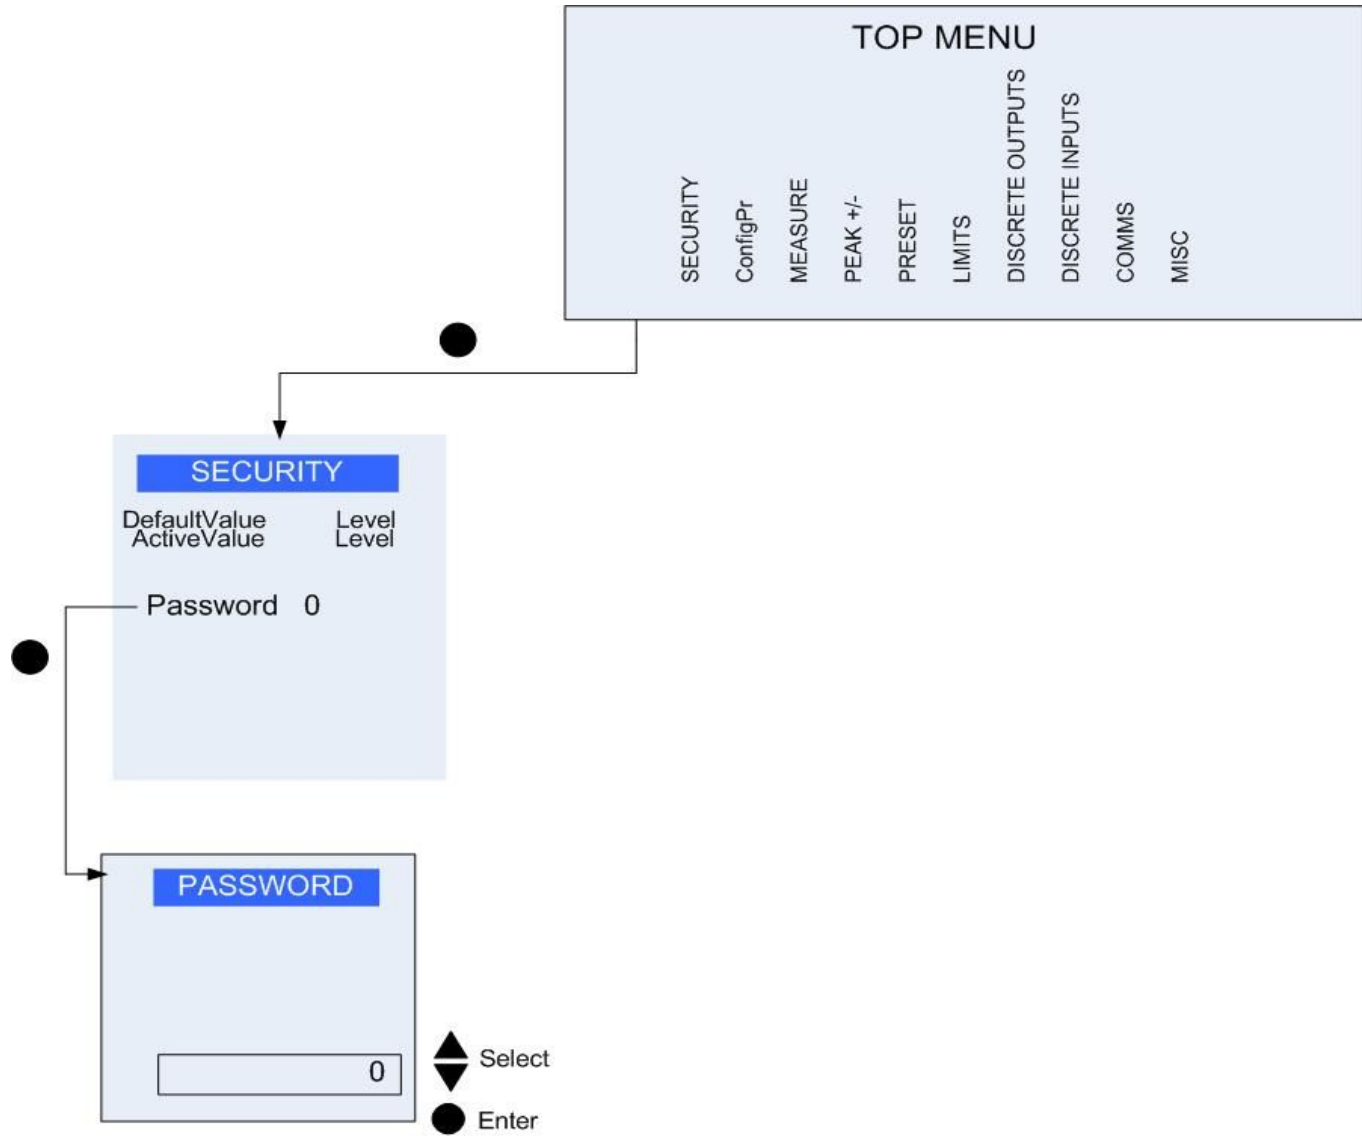 TOP MENU
SECURITY
ConfigPr
MEASURE
PEAK +/-
PRESET
LIMITS
DISCRETE OUTPUTS
DISCRETE INPUTS
COMMS
MISC
SECURITY
DefaultValue Level
ActiveValue Level
Password 0
PASSWORD
0
Select
Enter